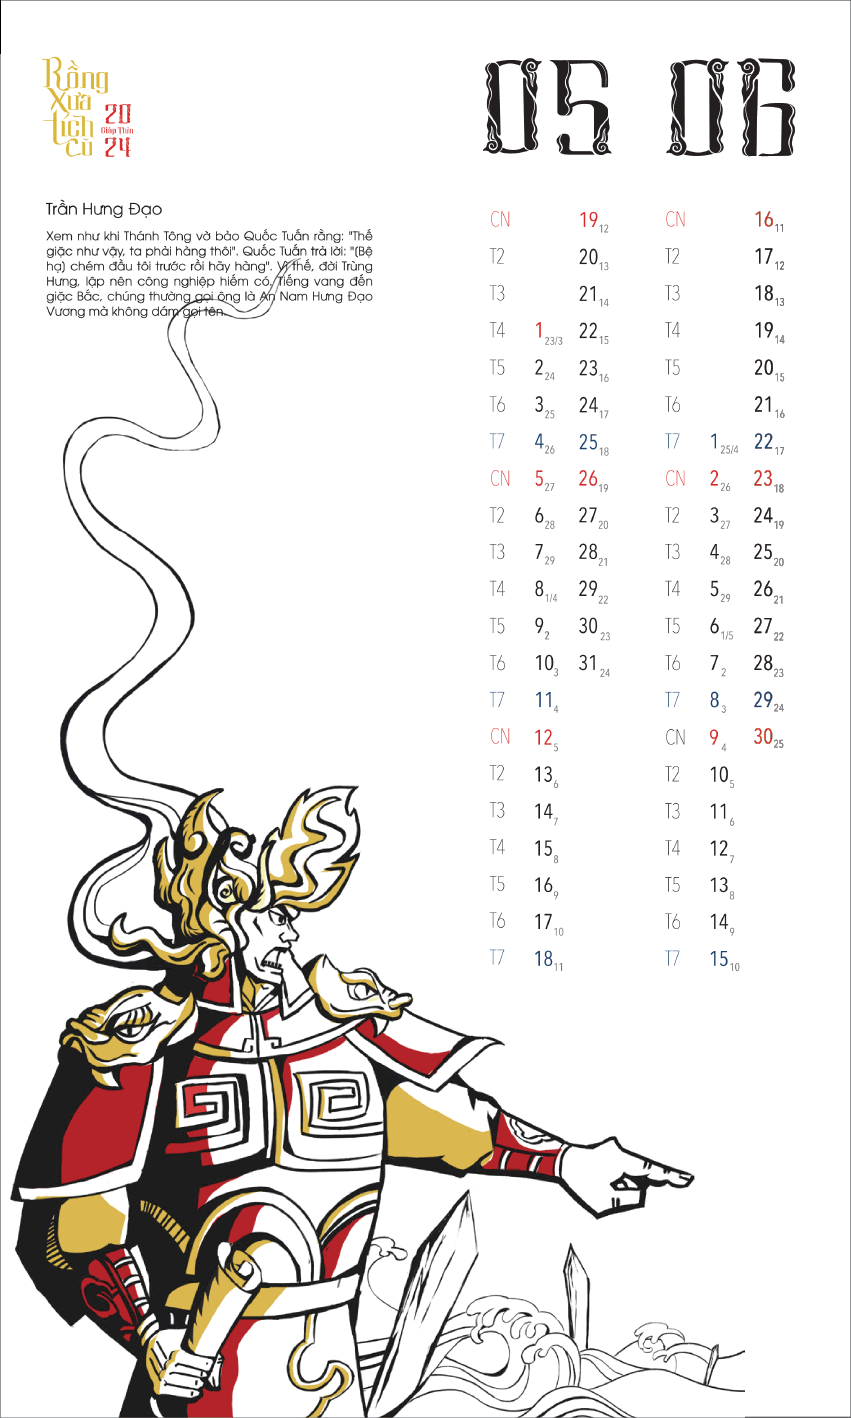 Rồng
xưa
tích
cũ
20
Giáp Thìn
24
05
06
Trần Hưng Đạo
Xem như khi Thánh Tông vờ bảo Quốc Tuấn rằng: "Thế
giặc như vậy, ta phải hàng thôi". Quốc Tuấn trả lời: "(Bệ
hạ) chém đầu tôi trước rồi hãy hàng". Vì thế, đời Trùng
Hưng, lập nên công nghiệp hiếm có. Tiếng vang đến
giặc Bắc, chúng thường gọi ông là An Nam Hưng Đạo
Vương mà không dám gọi tên.
CN 19 12 CN 16 11
T2 20 13 T2 17 12
T3 21 14 T3 18 13
T4 1 23/3 22 15 T4 19 14
T5 2 24 23 16 T5 20 15
T6 3 25 24 17 T6 21 16
T7 4 26 25 18 T7 1 25/4 22 17
CN 5 27 26 19 CN 2 26 23 18
T2 6 28 27 20 T2 3 27 24 19
T3 7 29 28 21 T3 4 28 25 20
T4 8 1/4 29 22 T4 5 29 26 21
T5 9 2 30 23 T5 6 1/5 27 22
T6 10 3 31 24 T6 7 2 28 23
T7 11 4 T7 8 3 29 24
CN 12 5 CN 9 4 30 25
T2 13 6 T2 10 5
T3 14 7 T3 11 6
T4 15 8 T4 12 7
T5 16 9 T5 13 8
T6 17 10 T6 14 9
T7 18 11 T7 15 10